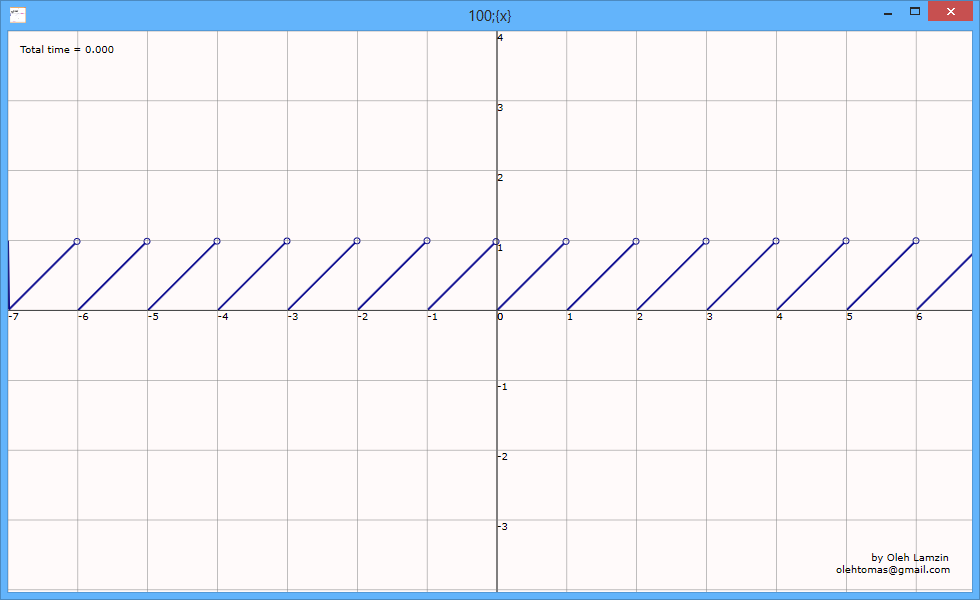 100;{x}
Total time = 0.000
4
3
2
1
-7 -6 -5 -4 -3 -2 -1 0 1 2 3 4 5 6
-1
-2
-3
by Oleh Lamzin
olehtomas@gmail.com